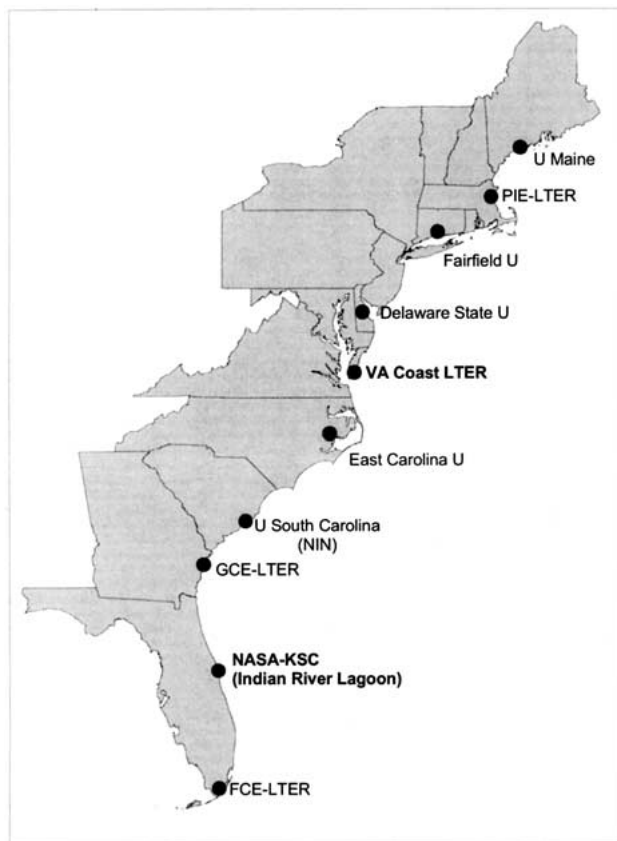 U Maine
PIE-LTER
Fairfield U
Delaware State U
VA Coast LTER
East Carolina U
U South Carolina
(NIN)
GCE-LTER
NASA-KSC
(Indian River Lagoon)
FCE-LTER